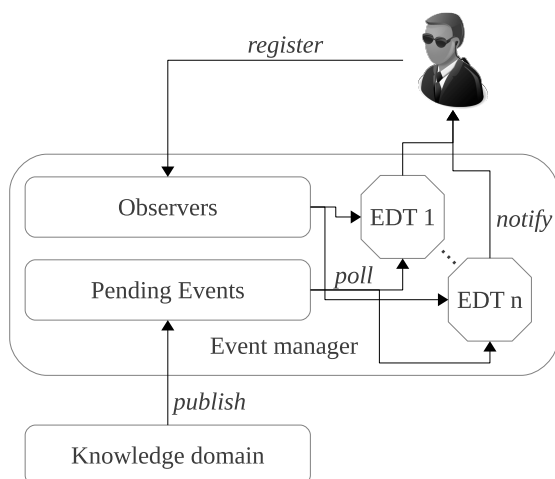 register
Observers
EDT 1
notify
poll
Pending Events
EDT n
Event manager
publish
Knowledge domain